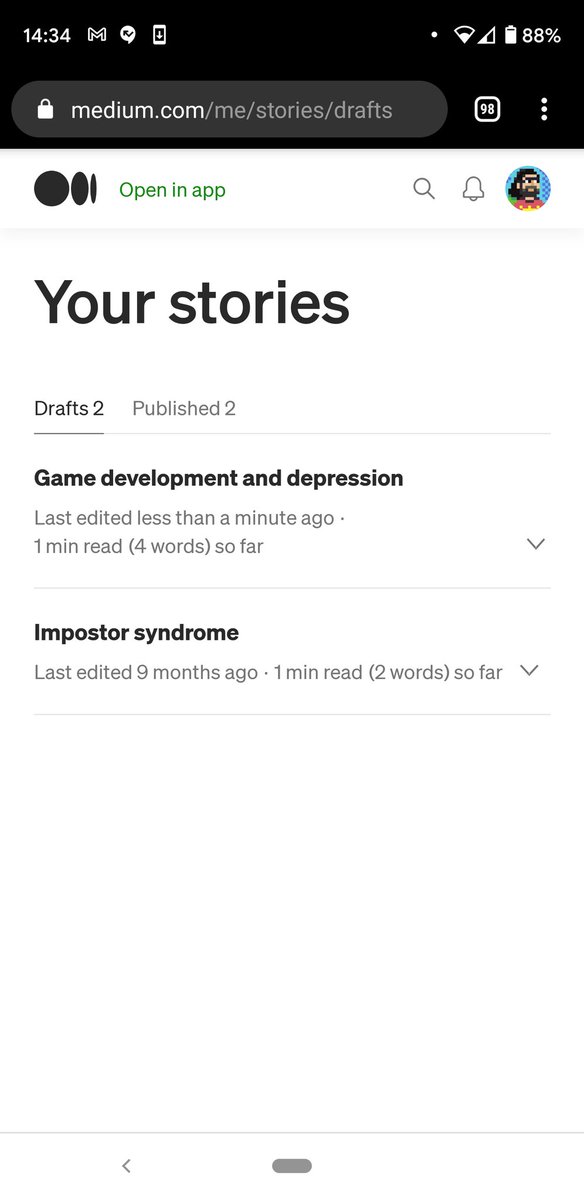 14:34 88%
medium.com/me/stories/drafts 98
Open in app
Your stories
Drafts 2 Published 2
Game development and depression
Last edited less than a minute ago ·
1 min read (4 words) so far
Impostor syndrome
Last edited 9 months ago · 1 min read (2 words) so far